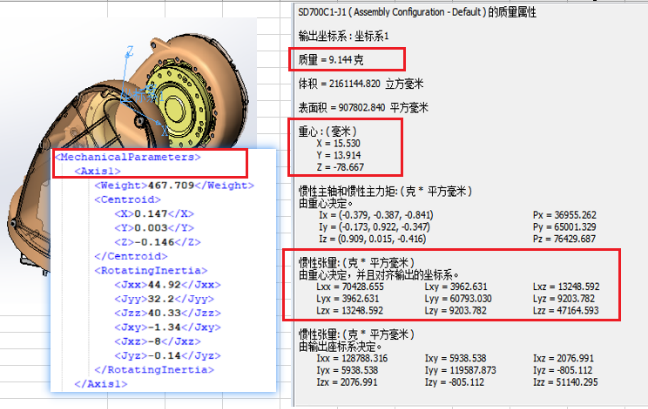 SD700C1-J1 ( Assembly Configuration - Default ) 的质量属性
输出坐标系 : 坐标系1
质量 = 9.144 克
体积 = 2161144.820 立方毫米
表面积 = 907802.840 平方毫米
重心 : ( 毫米 )
X = 15.530
Y = 13.914
Z = -78.667
惯性主轴和惯性主力矩: ( 克 * 平方毫米 )
由重心决定。
Ix = (-0.379, -0.387, -0.841) Px = 36955.262
Iy = (-0.173, 0.922, -0.347) Py = 65001.329
Iz = (0.909, 0.015, -0.416) Pz = 76429.687
惯性张量: ( 克 * 平方毫米 )
由重心决定，并且对齐输出的坐标系。
Lxx = 70428.655 Lxy = 3962.631 Lxz = 13248.592
Lyx = 3962.631 Lyy = 60793.030 Lyz = 9203.782
Lzx = 13248.592 Lzy = 9203.782 Lzz = 47164.593
惯性张量: ( 克 * 平方毫米 )
由输出座标系决定。
Ixx = 128788.316 Ixy = 5938.538 Ixz = 2076.991
Iyx = 5938.538 Iyy = 119587.873 Iyz = -805.112
Izx = 2076.991 Izy = -805.112 Izz = 51140.295
Z
X
<MechanicalParameters>
<Axis1>
<Weight>467.709</Weight>
<Centroid>
<X>0.147</X>
<Y>0.003</Y>
<Z>-0.146</Z>
</Centroid>
<RotatingInertia>
<Jxx>44.92</Jxx>
<Jyy>32.2</Jyy>
<Jzz>40.33</Jzz>
<Jxy>-1.34</Jxy>
<Jxz>-8</Jxz>
<Jyz>-0.14</Jyz>
</RotatingInertia>
</Axis1>